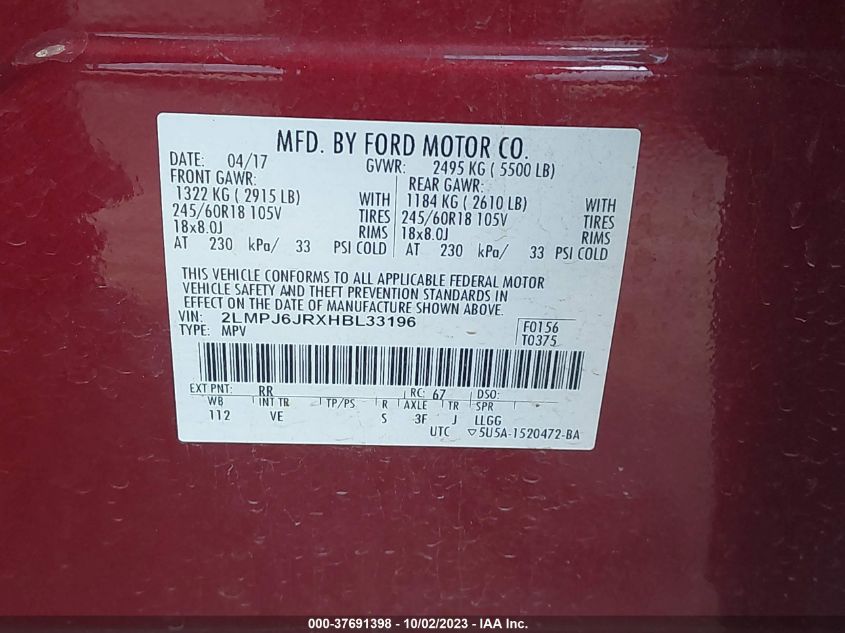 MFD. BY FORD MOTOR CO.
DATE: 04/17 GVWR: 2495 KG ( 5500 LB)
FRONT GAWR: REAR GAWR:
1322 KG ( 2915 LB) WITH 1184 KG ( 2610 LB) WITH
245/60R18 105V TIRES 245/60R18 105V TIRES
18x8.0J RIMS 18x8.0J RIMS
AT 230 kPa/ 33 PSI COLD AT 230 kPa/ 33 PSI COLD
THIS VEHICLE CONFORMS TO ALL APPLICABLE FEDERAL MOTOR
VEHICLE SAFETY AND THEFT PREVENTION STANDARDS IN
EFFECT ON THE DATE OF MANUFACTURE SHOWN ABOVE.
VIN: 2LMPJ6JRXHBL33196 F0156
TYPE: MPV T0375
EXT PNT: RR RC: 67 DSO:
WB INT TR TP/PS R AXLE TR SPR
112 VE S 3F J LLGG
UTC ▽5U5A-1520472-BA
000-37691398 - 10/02/2023 - IAA Inc.